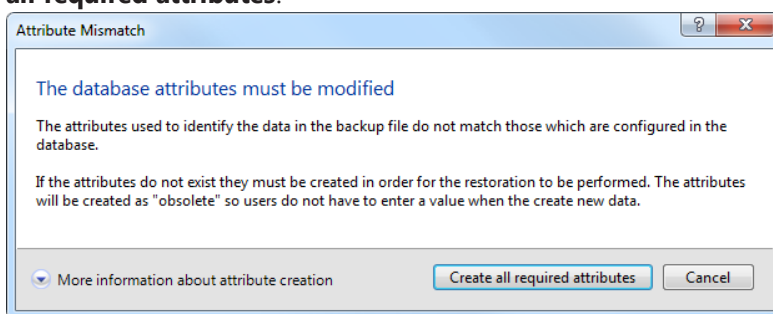 all required attributes.
Attribute Mismatch
The database attributes must be modified
The attributes used to identify the data in the backup file do not match those which are configured in the
database.
If the attributes do not exist they must be created in order for the restoration to be performed. The attributes
will be created as "obsolete" so users do not have to enter a value when the create new data.
More information about attribute creation
Create all required attributes
Cancel